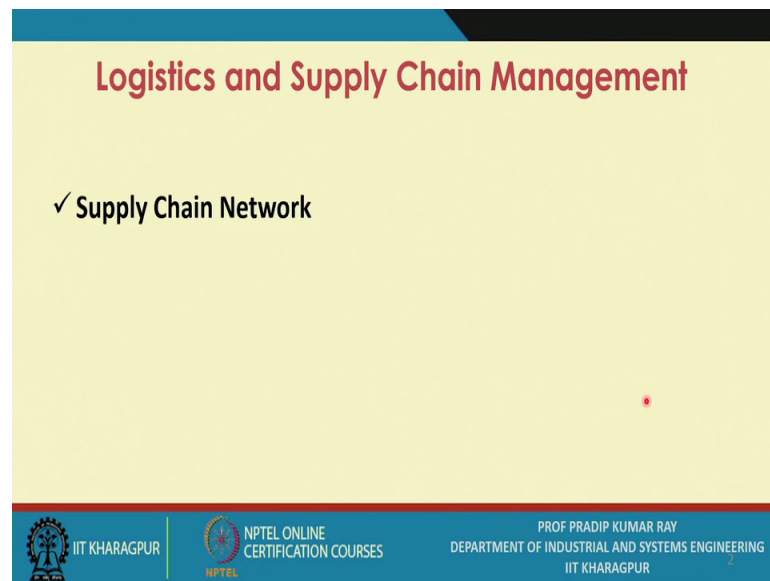 Logistics and Supply Chain Management
✓ Supply Chain Network
IIT KHARAGPUR
NPTEL
NPTEL ONLINE
CERTIFICATION COURSES
PROF PRADIP KUMAR RAY
DEPARTMENT OF INDUSTRIAL AND SYSTEMS ENGINEERING
IIT KHARAGPUR
2